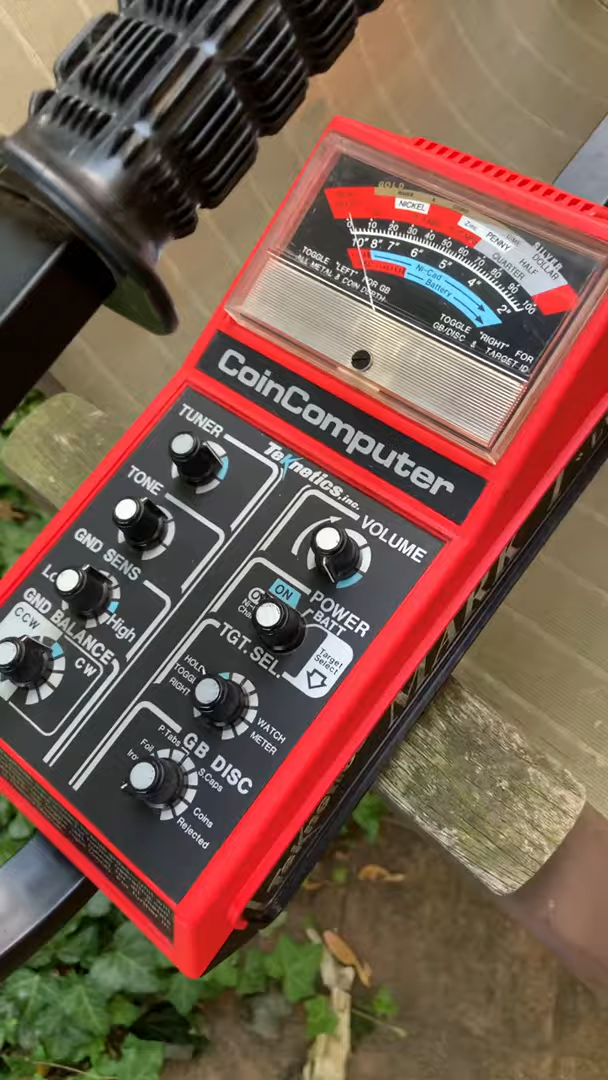 GOLD
NICKEL
Zinc
PENNY
DIME
SILVER
DOLLAR
HALF
QUARTER
0 10 20 30 40 50 60 70 80 90 100
10" 8" 7" 6" 5" 4" 2"
Ni-Cad
Battery
TOGGLE "LEFT" FOR GB
ALL METAL & COIN DEPTH
TOGGLE "RIGHT" FOR
GB/DISC & TARGET-ID
CoinComputer
Teknetics, inc.
TUNER
TONE
GND SENS
Lo
High
GND BALANCE
CCW
CW
VOLUME
ON
POWER
BATT
TGT. SEL.
Target
Select
HOLD
TOGGLE
RIGHT
WATCH
METER
GB DISC
P.Tabs
Foil
Iron
S.Caps
Coins
Rejected